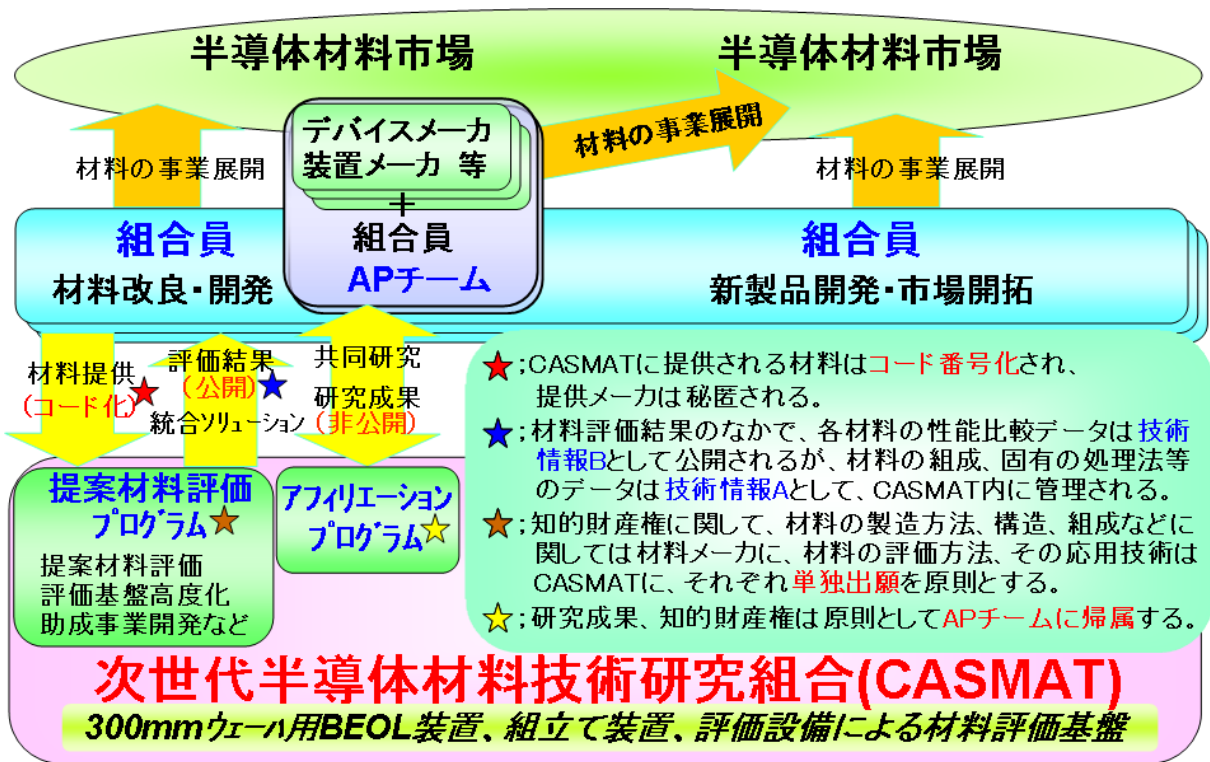 半導体材料市場
半導体材料市場
デバイスメーカ
装置メーカ 等
+
組合員
APチーム
材料の事業展開
材料の事業展開
材料の事業展開
組合員
材料改良・開発
組合員
新製品開発・市場開拓
材料提供
(コード化)
評価結果
(公開)
統合ソリューション
共同研究
研究成果
(非公開)
★;CASMATに提供される材料はコード番号化され、
提供メーカは秘匿される。
★;材料評価結果のなかで、各材料の性能比較データは技術
情報Bとして公開されるが、材料の組成、固有の処理法等
のデータは技術情報Aとして、CASMAT内に管理される。
★;知的財産権に関して、材料の製造方法、構造、組成などに
関しては材料メーカに、材料の評価方法、その応用技術は
CASMATに、それぞれ単独出願を原則とする。
★;研究成果、知的財産権は原則としてAPチームに帰属する。
提案材料評価
プログラム★
提案材料評価
評価基盤高度化
助成事業開発など
アフィリエーション
プログラム★
次世代半導体材料技術研究組合(CASMAT)
300mmウェーハ用BEOL装置、組立て装置、評価設備による材料評価基盤